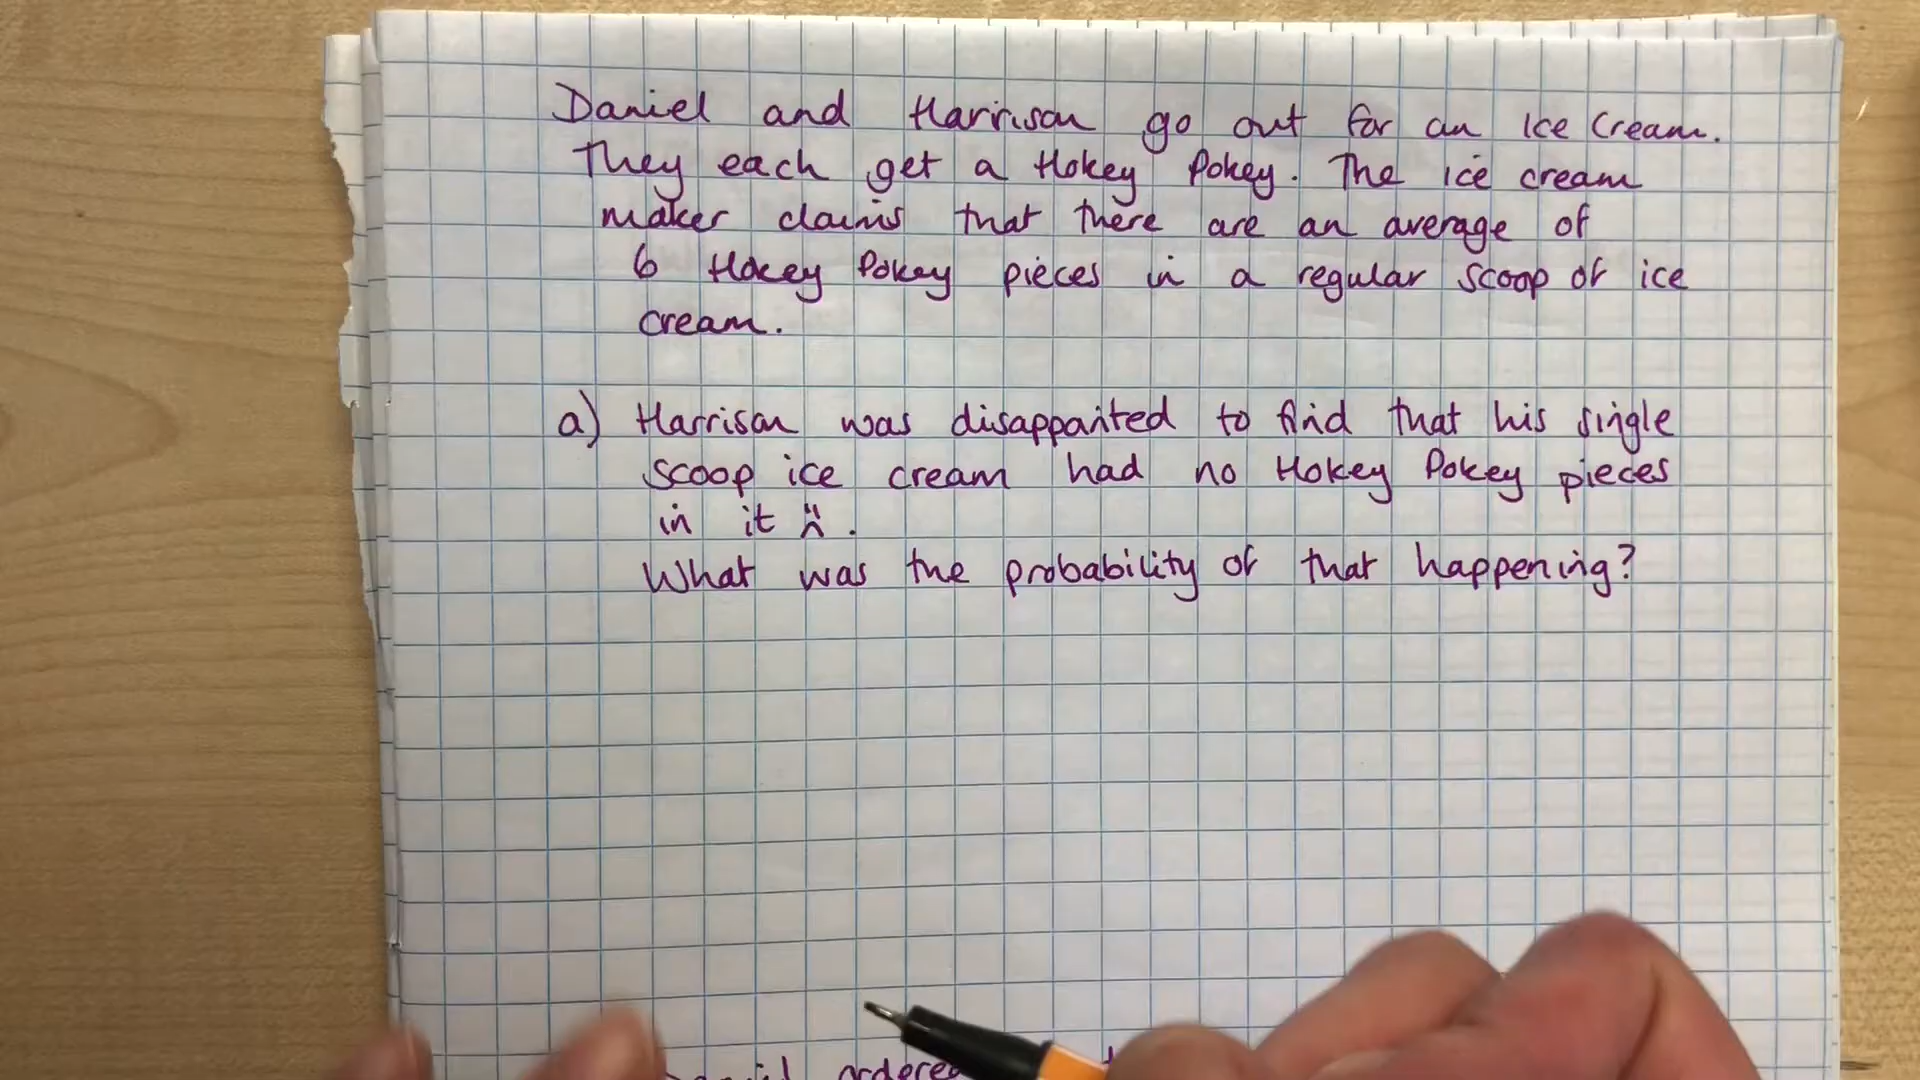 Daniel and Harrison go out for an Ice Cream.
They each get a Hokey Pokey. The ice cream
maker claims that there are an average of
6 Hokey Pokey pieces in a regular scoop of ice
cream.
a) Harrison was disappointed to find that his single
scoop ice cream had no Hokey Pokey pieces
in it
What was the probability of that happening?
ordered